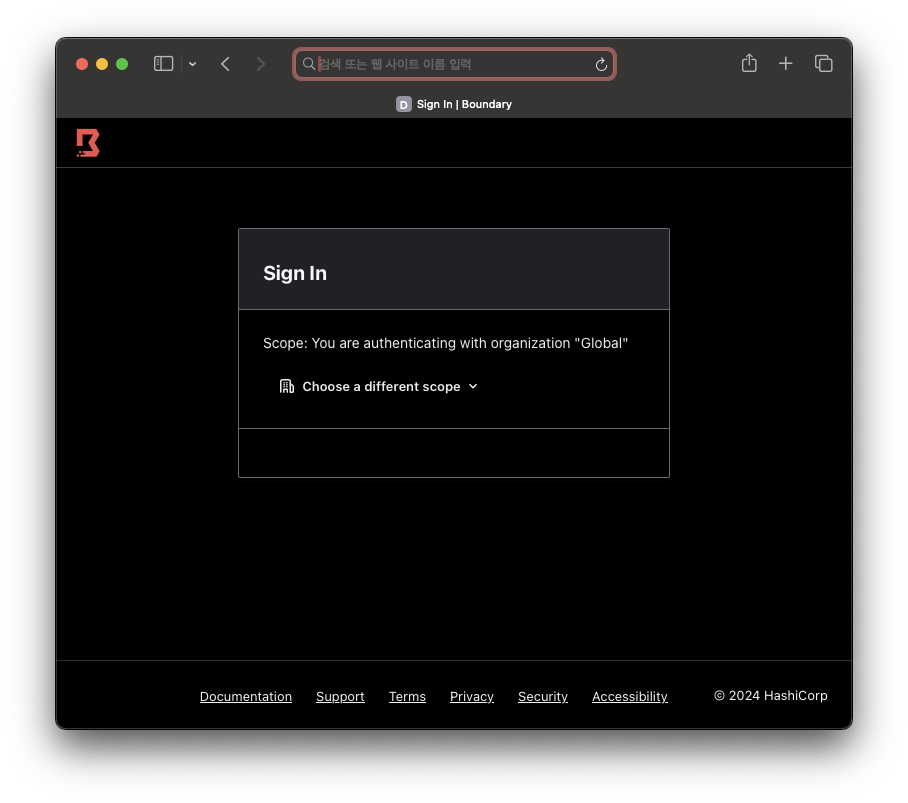 검색 또는 웹 사이트 이름 입력
D Sign In | Boundary
Sign In
Scope: You are authenticating with organization "Global"
Choose a different scope
Documentation Support Terms Privacy Security Accessibility © 2024 HashiCorp